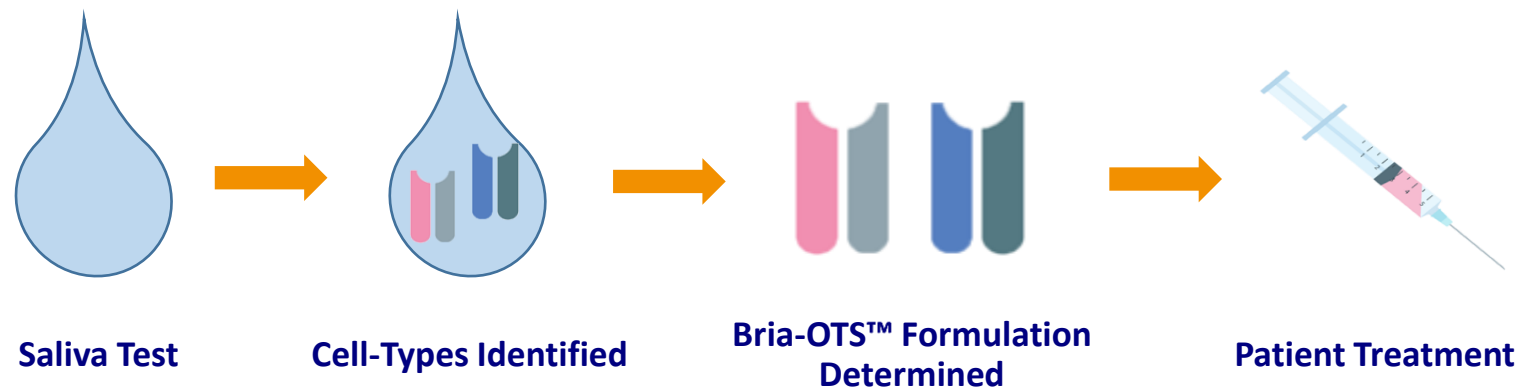 Saliva Test
Cell-Types Identified
Bria-OTS™ Formulation
Determined
Patient Treatment